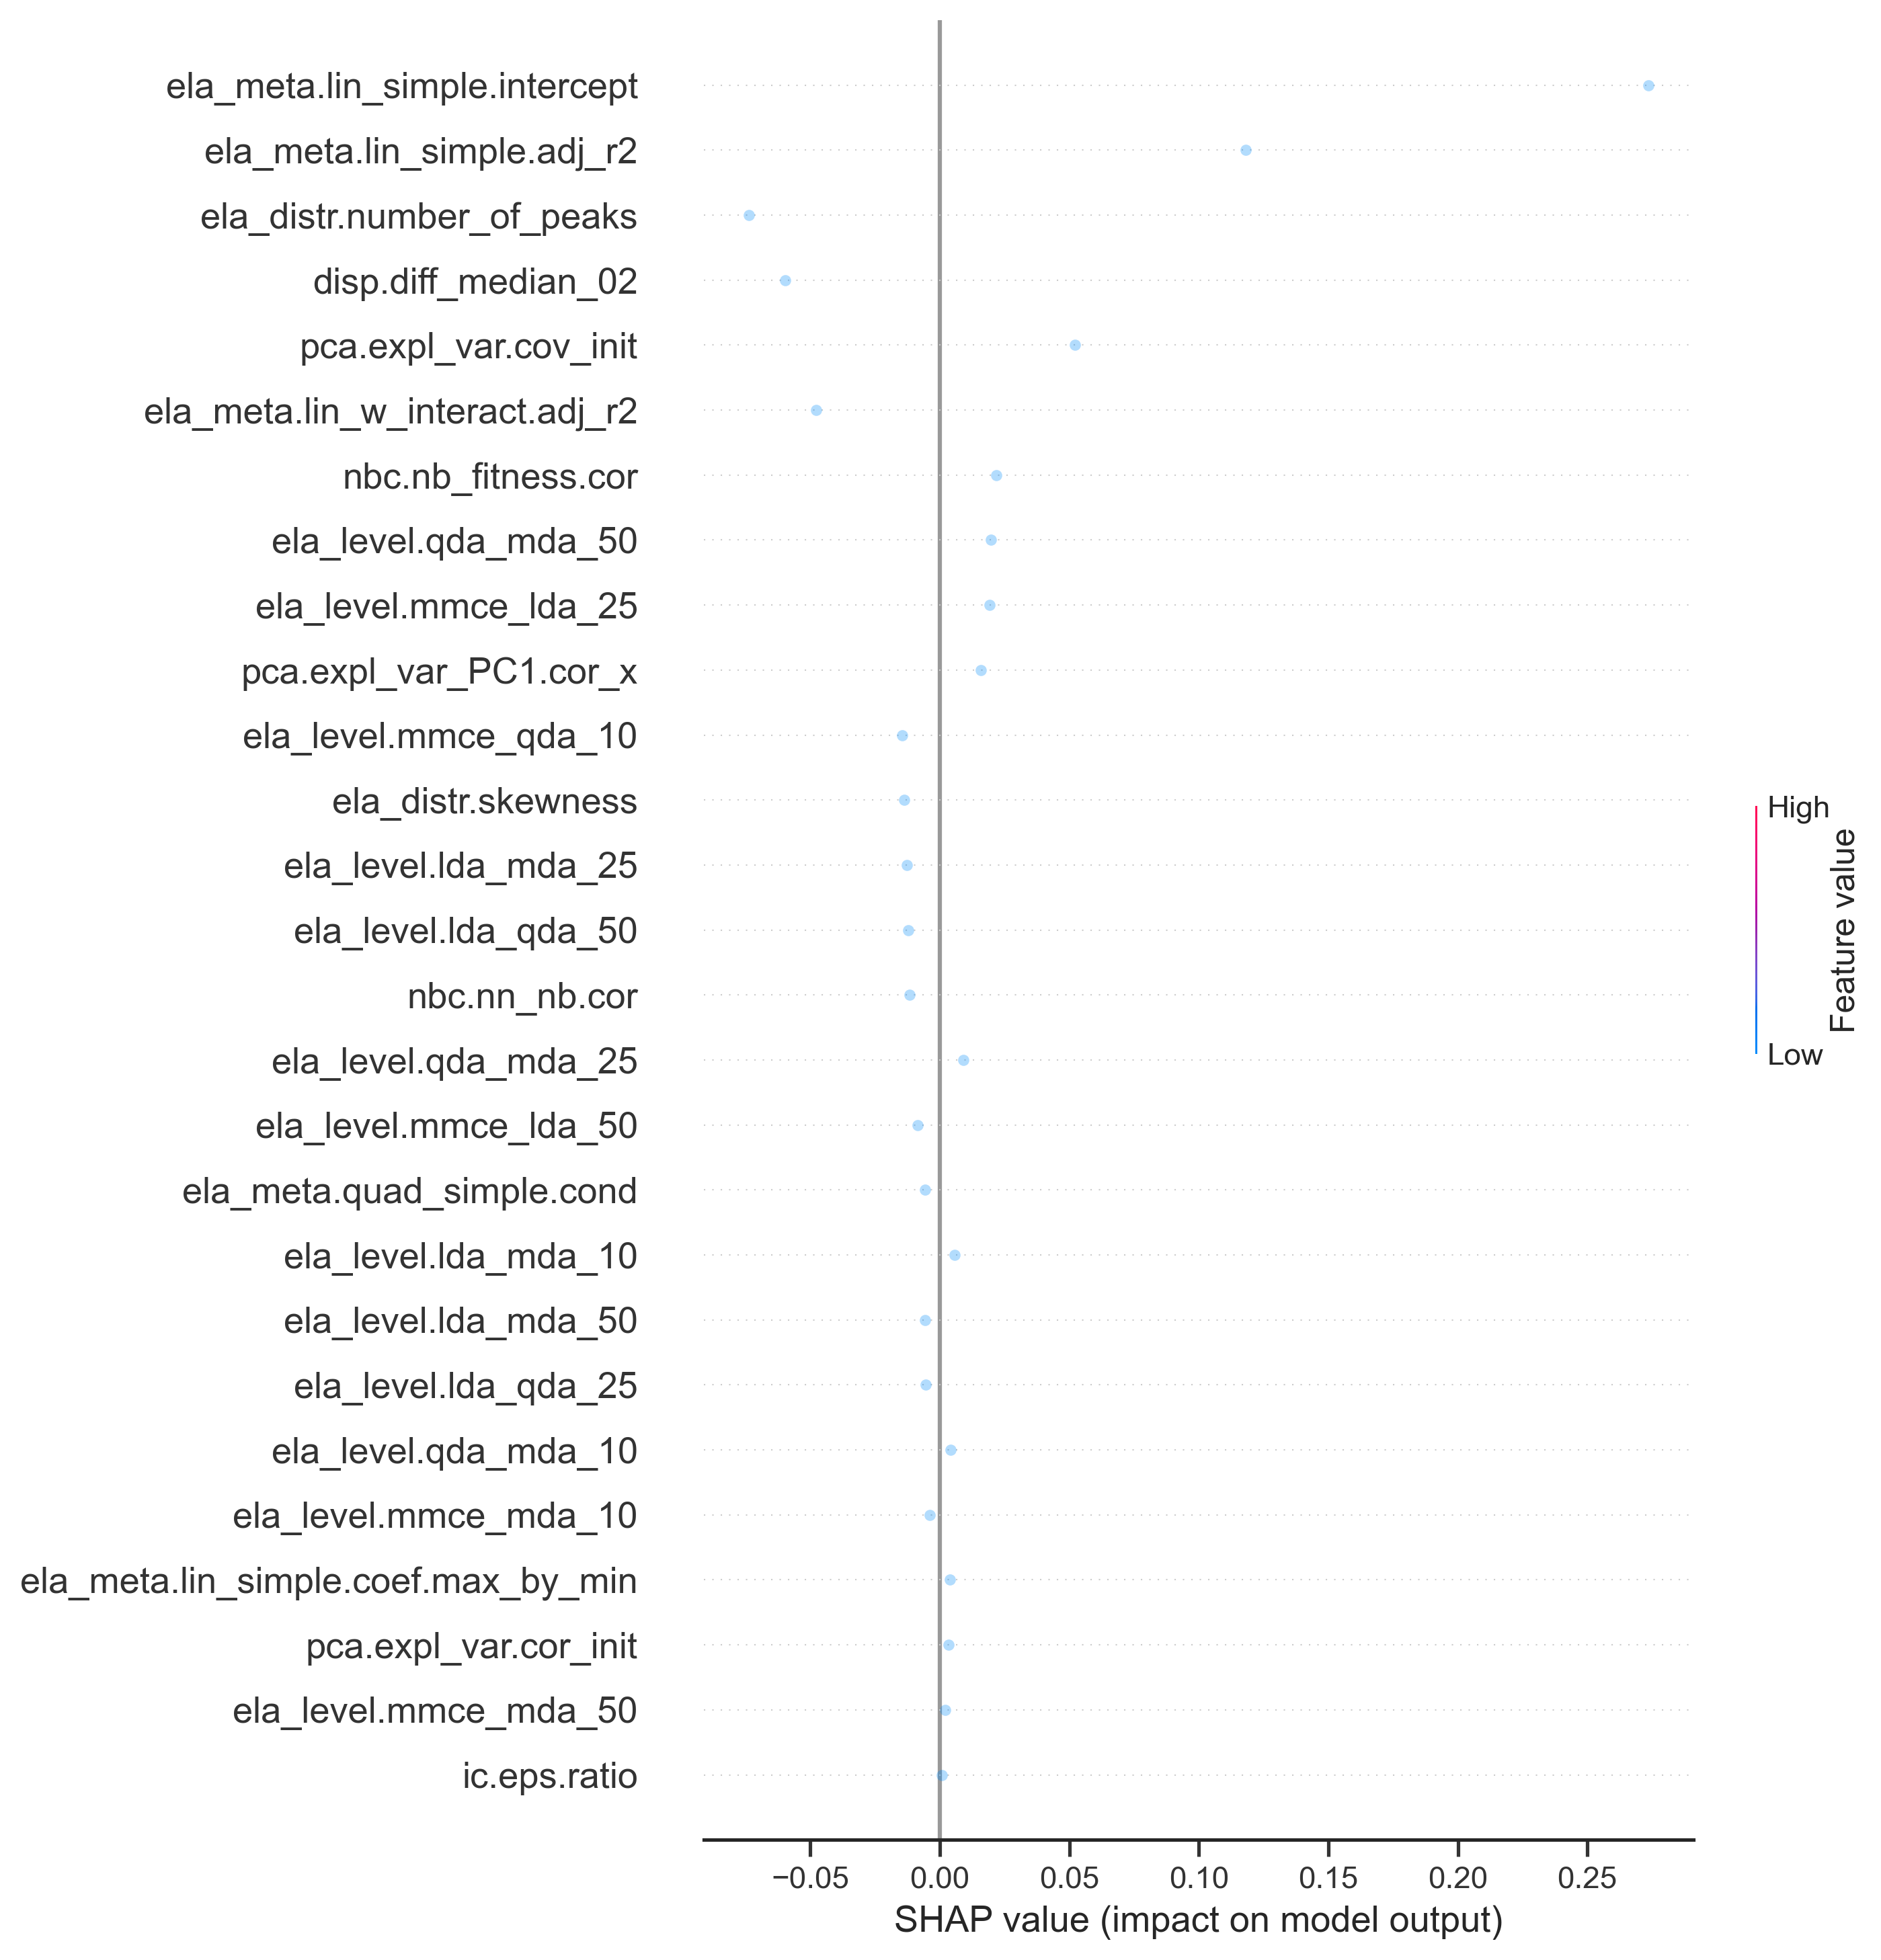 ela_meta.lin_simple.intercept
ela_meta.lin_simple.adj_r2
ela_distr.number_of_peaks
disp.diff_median_02
pca.expl_var.cov_init
ela_meta.lin_w_interact.adj_r2
nbc.nb_fitness.cor
ela_level.qda_mda_50
ela_level.mmce_lda_25
pca.expl_var_PC1.cor_x
ela_level.mmce_qda_10
ela_distr.skewness
ela_level.lda_mda_25
ela_level.lda_qda_50
nbc.nn_nb.cor
ela_level.qda_mda_25
ela_level.mmce_lda_50
ela_meta.quad_simple.cond
ela_level.lda_mda_10
ela_level.lda_mda_50
ela_level.lda_qda_25
ela_level.qda_mda_10
ela_level.mmce_mda_10
ela_meta.lin_simple.coef.max_by_min
pca.expl_var.cor_init
ela_level.mmce_mda_50
ic.eps.ratio
−0.05 0.00 0.05 0.10 0.15 0.20 0.25
SHAP value (impact on model output)
High
Feature value
Low